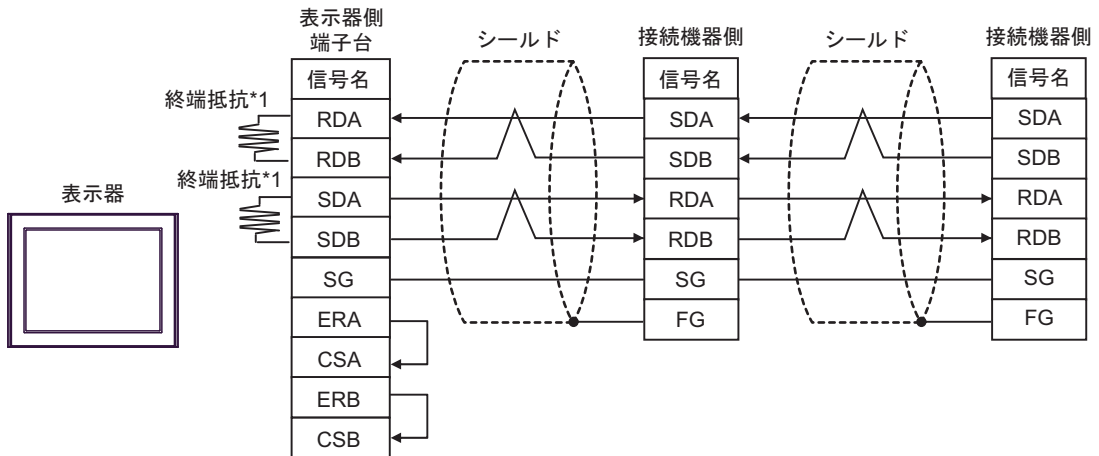 表示器側
端子台
シールド
接続機器側
シールド
接続機器側
信号名
信号名
信号名
終端抵抗*1
RDA
SDA
SDA
RDB
SDB
SDB
終端抵抗*1
表示器
SDA
RDA
RDA
SDB
RDB
RDB
SG
SG
SG
ERA
FG
FG
CSA
ERB
CSB